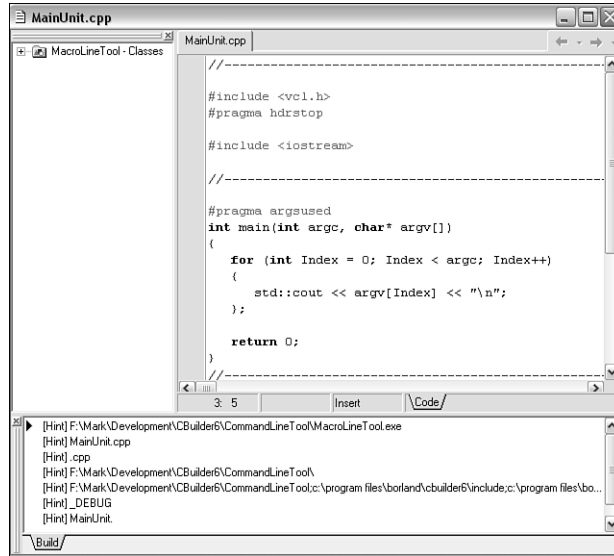 MainUnit.cpp
MacroLineTool - Classes
MainUnit.cpp
//------------------------------------------------
#include <vcl.h>
#pragma hdrstop
#include <iostream>
//------------------------------------------------
#pragma argsused
int main(int argc, char* argv[])
{
for (int Index = 0; Index < argc; Index++)
{
std::cout << argv[Index] << "\n";
};
return 0;
}
//------------------------------------------------
3: 5
Insert
\Code/
[Hint] F:\Mark\Development\CBuilder6\CommandLineTool\MacroLineTool.exe
[Hint] MainUnit.cpp
[Hint] .cpp
[Hint] F:\Mark\Development\CBuilder6\CommandLineTool\
[Hint] F:\Mark\Development\CBuilder6\CommandLineTool;c:\program files\borland\cbuilder6\include;c:\program files\bo...
[Hint] _DEBUG
[Hint] MainUnit.
\Build/